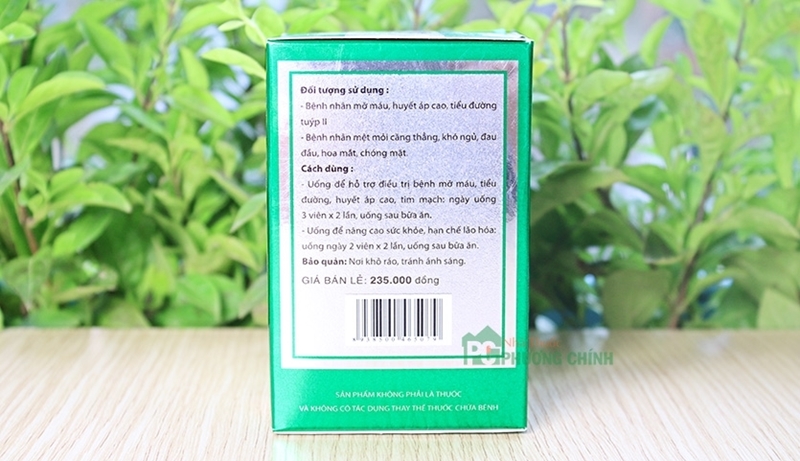 Đối tượng sử dụng :
- Bệnh nhân mỡ máu, huyết áp cao, tiểu đường
tuýp II
- Bệnh nhân mệt mỏi căng thẳng, khó ngủ, đau
đầu, hoa mắt, chóng mặt.
Cách dùng :
- Uống để hỗ trợ điều trị bệnh mỡ máu, tiểu
đường, huyết áp cao, tim mạch: ngày uống
3 viên x 2 lần, uống sau bữa ăn.
- Uống để nâng cao sức khỏe, hạn chế lão hóa:
uống ngày 2 viên x 2 lần, uống sau bữa ăn.
Bảo quản: Nơi khô ráo, tránh ánh sáng.
GIÁ BÁN LẺ: 235.000 đồng
PHƯƠNG CHÍNH
SẢN PHẨM KHÔNG PHẢI LÀ THUỐC
VÀ KHÔNG CÓ TÁC DỤNG THAY THẾ THUỐC CHỮA BỆNH